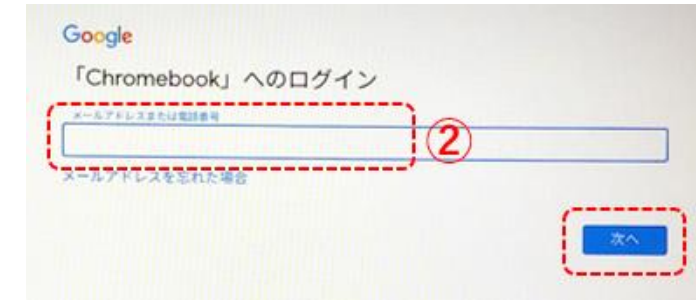 Google
「Chromebook」へのログイン
メールアドレスまたは電話番号
②
メールアドレスを忘れた場合
次へ